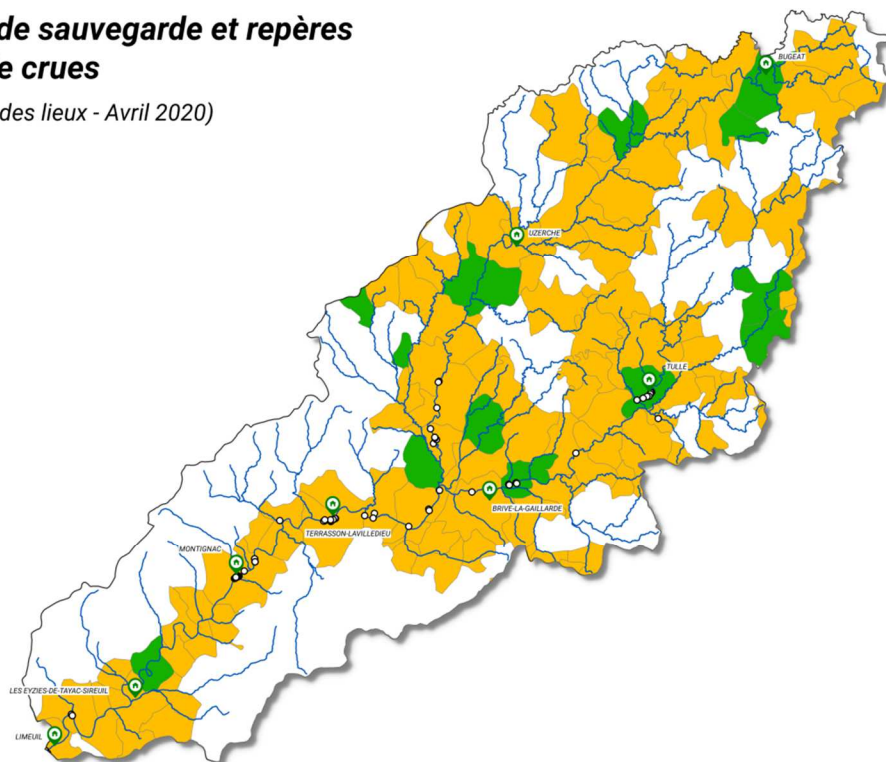 de sauvegarde et repères
e crues
des lieux - Avril 2020)
BUGEAT
UZERCHE
TULLE
BRIVE-LA-GAILLARDE
TERRASSON-LAVILLEDIEU
MONTIGNAC
LES EYZIES-DE-TAYAC-SIREUIL
LIMEUIL